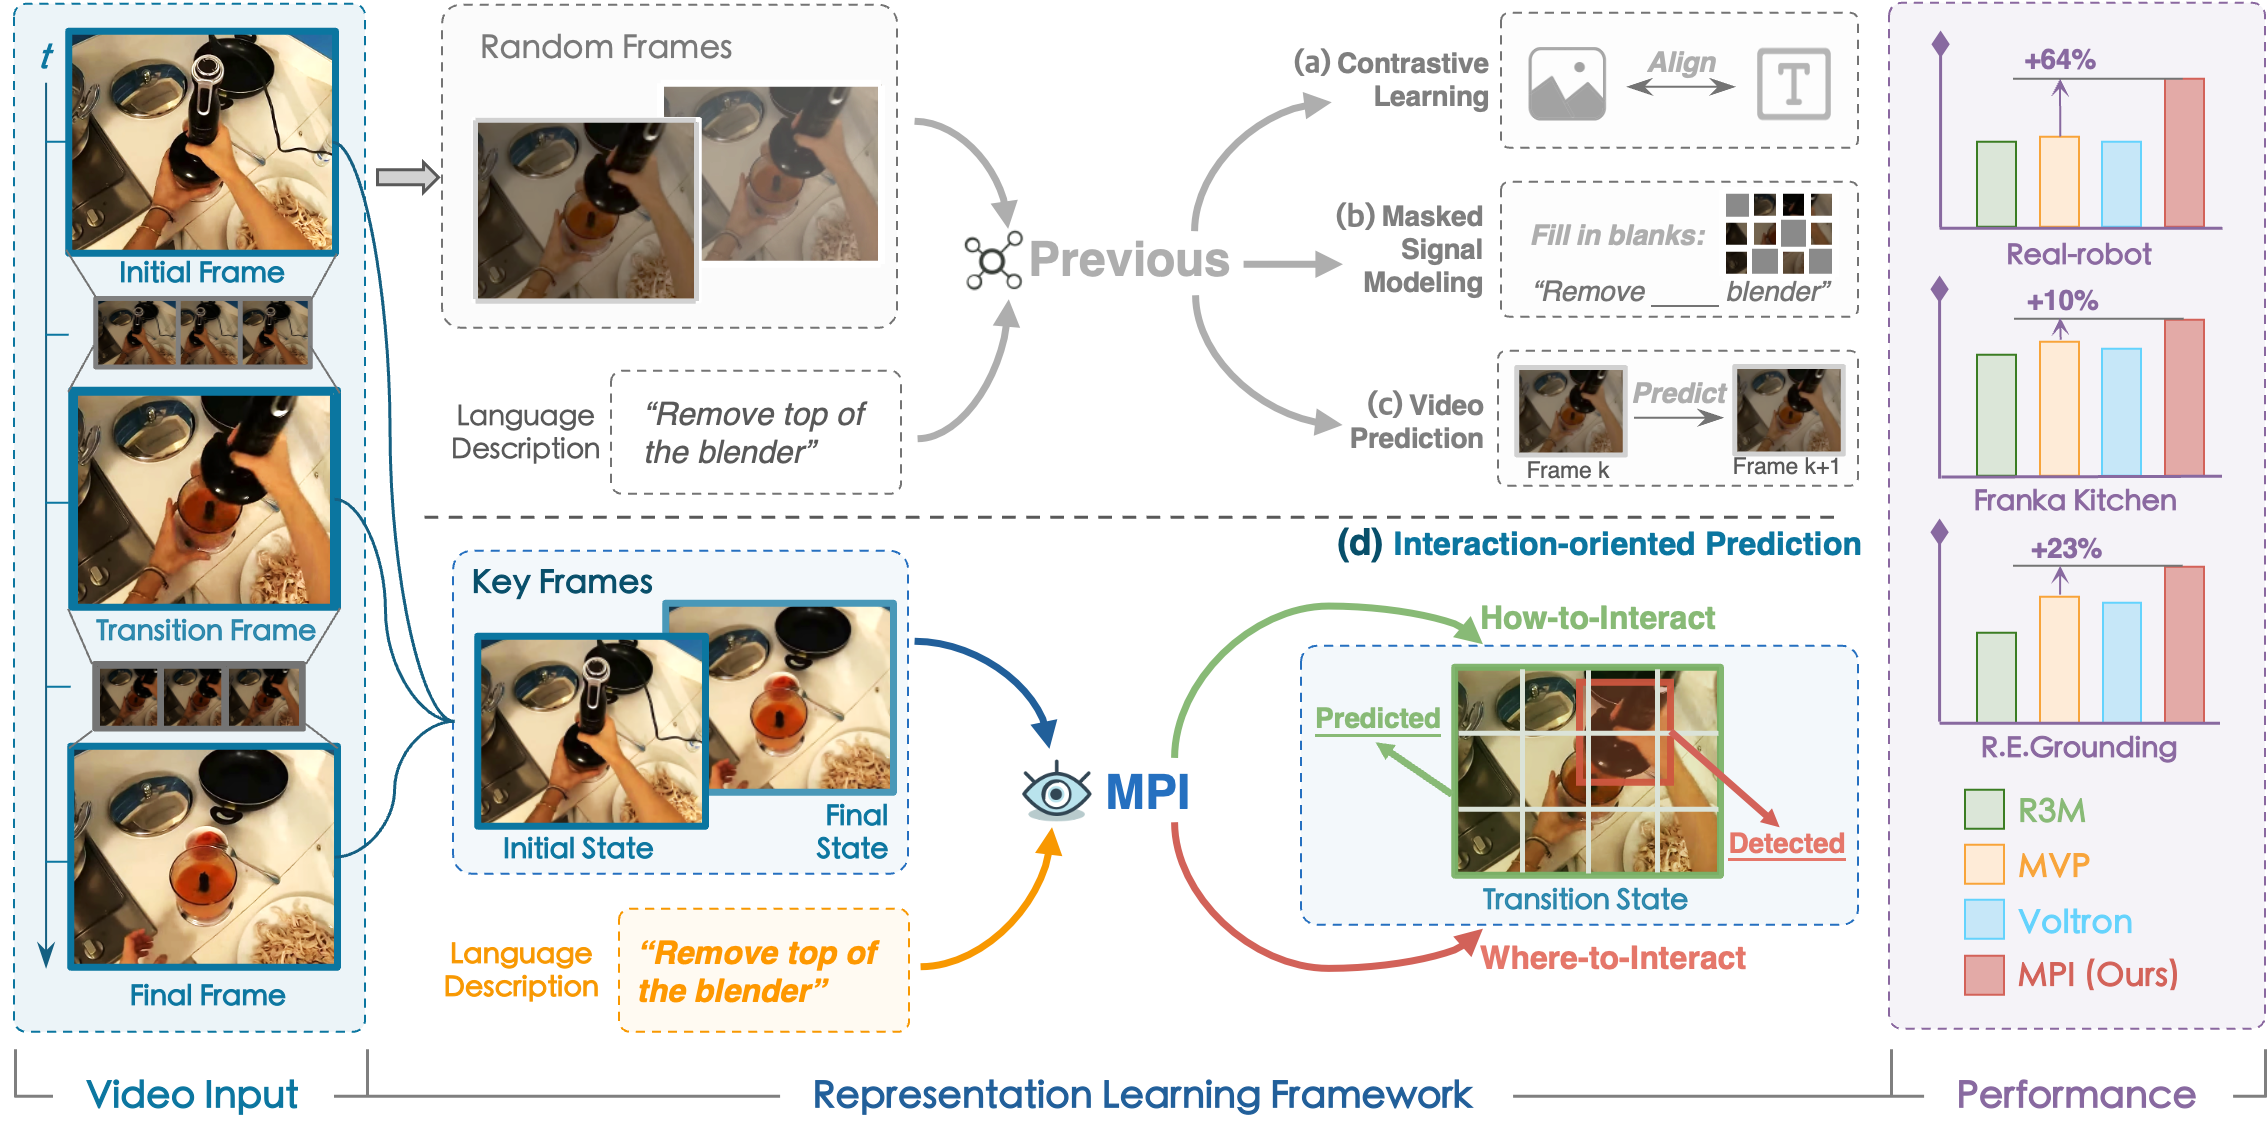 t
Initial Frame
Transition Frame
Final Frame
Random Frames
Language
Description
“Remove top of
the blender”
Previous
(a) Contrastive
Learning
Align
T
(b) Masked
Signal
Modeling
Fill in blanks:
“Remove _____ blender”
(c) Video
Prediction
Predict
Frame k
Frame k+1
(d) Interaction-oriented Prediction
Key Frames
Initial State
Final
State
Language
Description
“Remove top of
the blender”
MPI
How-to-Interact
Predicted
Detected
Transition State
Where-to-Interact
+64%
Real-robot
+10%
Franka Kitchen
+23%
R.E.Grounding
R3M
MVP
Voltron
MPI (Ours)
Video Input
Representation Learning Framework
Performance